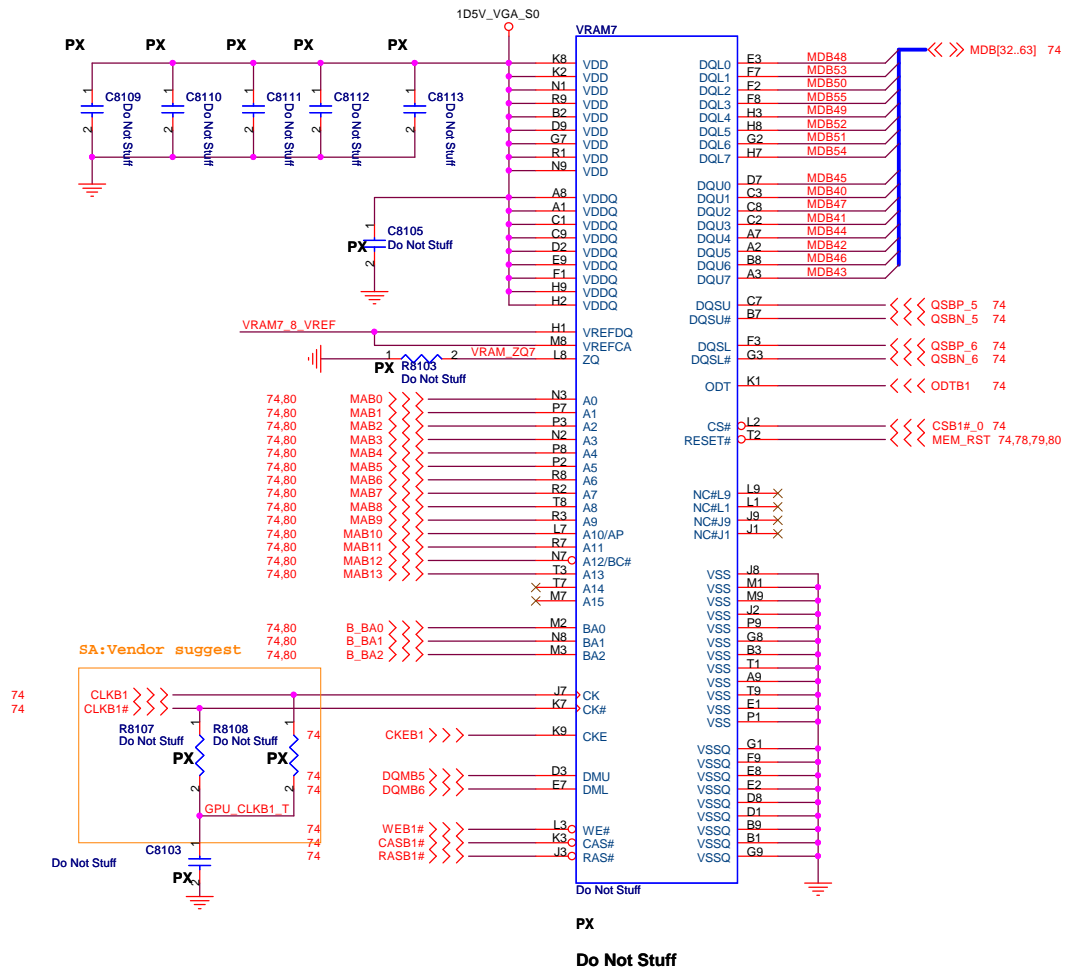 1D5V_VGA_S0
VRAM7
PX PX PX PX PX
MDB[32..63] 74
1 1 1 1 1
C8109 C8110 C8111 C8112 C8113
Do Not Stuff Do Not Stuff Do Not Stuff Do Not Stuff Do Not Stuff
2 2 2 2 2
K8 VDD
K2 VDD
N1 VDD
R9 VDD
B2 VDD
D9 VDD
G7 VDD
R1 VDD
N9 VDD
A8 VDDQ
A1 VDDQ
C1 VDDQ
C9 VDDQ
D2 VDDQ
E9 VDDQ
F1 VDDQ
H9 VDDQ
H2 VDDQ
1
C8105
PX Do Not Stuff
2
VRAM7_8_VREF H1 VREFDQ
M8 VREFCA
1 2 VRAM_ZQ7 L8 ZQ
PX R8103
Do Not Stuff
74,80 MAB0 N3 A0
74,80 MAB1 P7 A1
74,80 MAB2 P3 A2
74,80 MAB3 N2 A3
74,80 MAB4 P8 A4
74,80 MAB5 P2 A5
74,80 MAB6 R8 A6
74,80 MAB7 R2 A7
74,80 MAB8 T8 A8
74,80 MAB9 R3 A9
74,80 MAB10 L7 A10/AP
74,80 MAB11 R7 A11
74,80 MAB12 N7 A12/BC#
74,80 MAB13 T3 A13
T7 A14
M7 A15
74,80 B_BA0 M2 BA0
74,80 B_BA1 N8 BA1
74,80 B_BA2 M3 BA2
SA:Vendor suggest
74 CLKB1 J7 CK
74 CLKB1# K7 CK#
1 1
R8107 R8108
Do Not Stuff Do Not Stuff
PX PX
2 2
GPU_CLKB1_T
74 CKEB1 K9 CKE
74 DQMB5 D3 DMU
74 DQMB6 E7 DML
74 WEB1# L3 WE#
74 CASB1# K3 CAS#
74 RASB1# J3 RAS#
C8103 1
Do Not Stuff
PX 2
DQL0 E3 MDB48
DQL1 F7 MDB53
DQL2 F2 MDB50
DQL3 F8 MDB55
DQL4 H3 MDB49
DQL5 H8 MDB52
DQL6 G2 MDB51
DQL7 H7 MDB54
DQU0 D7 MDB45
DQU1 C3 MDB40
DQU2 C8 MDB47
DQU3 C2 MDB41
DQU4 A7 MDB44
DQU5 A2 MDB42
DQU6 B8 MDB46
DQU7 A3 MDB43
DQSU C7 QSBP_5 74
DQSU# B7 QSBN_5 74
DQSL F3 QSBP_6 74
DQSL# G3 QSBN_6 74
ODT K1 ODTB1 74
CS# L2 CSB1#_0 74
RESET# T2 MEM_RST 74,78,79,80
NC#L9 L9
NC#L1 L1
NC#J9 J9
NC#J1 J1
VSS J8
VSS M1
VSS M9
VSS J2
VSS P9
VSS G8
VSS B3
VSS T1
VSS A9
VSS T9
VSS E1
VSS P1
VSSQ G1
VSSQ F9
VSSQ E8
VSSQ E2
VSSQ D8
VSSQ D1
VSSQ B9
VSSQ B1
VSSQ G9
Do Not Stuff
PX
Do Not Stuff